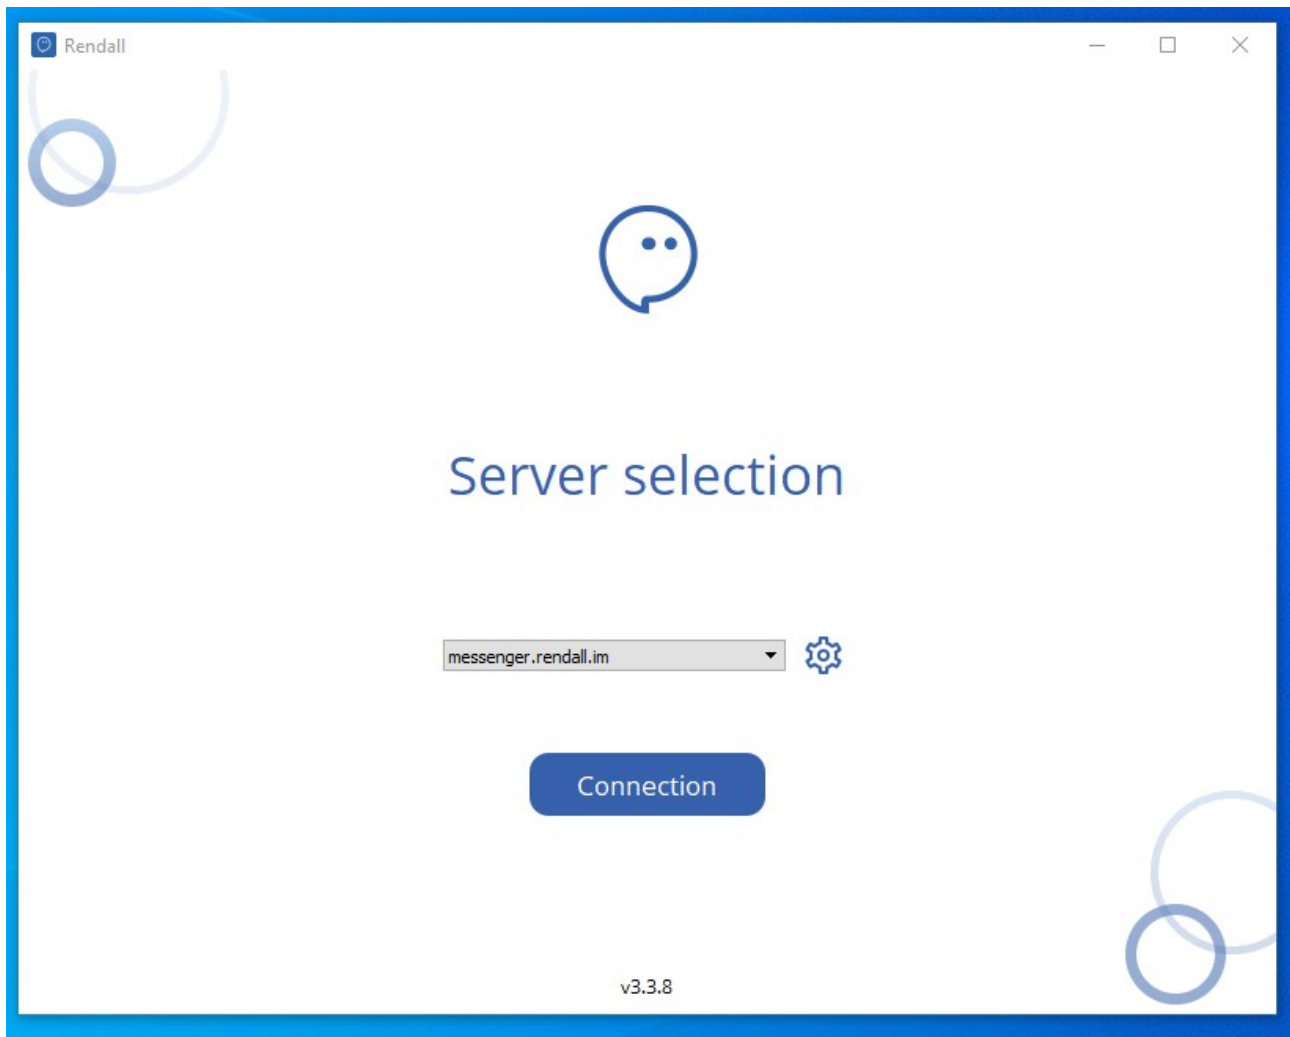 Rendall
Server selection
messenger.rendall.im
Connection
v3.3.8